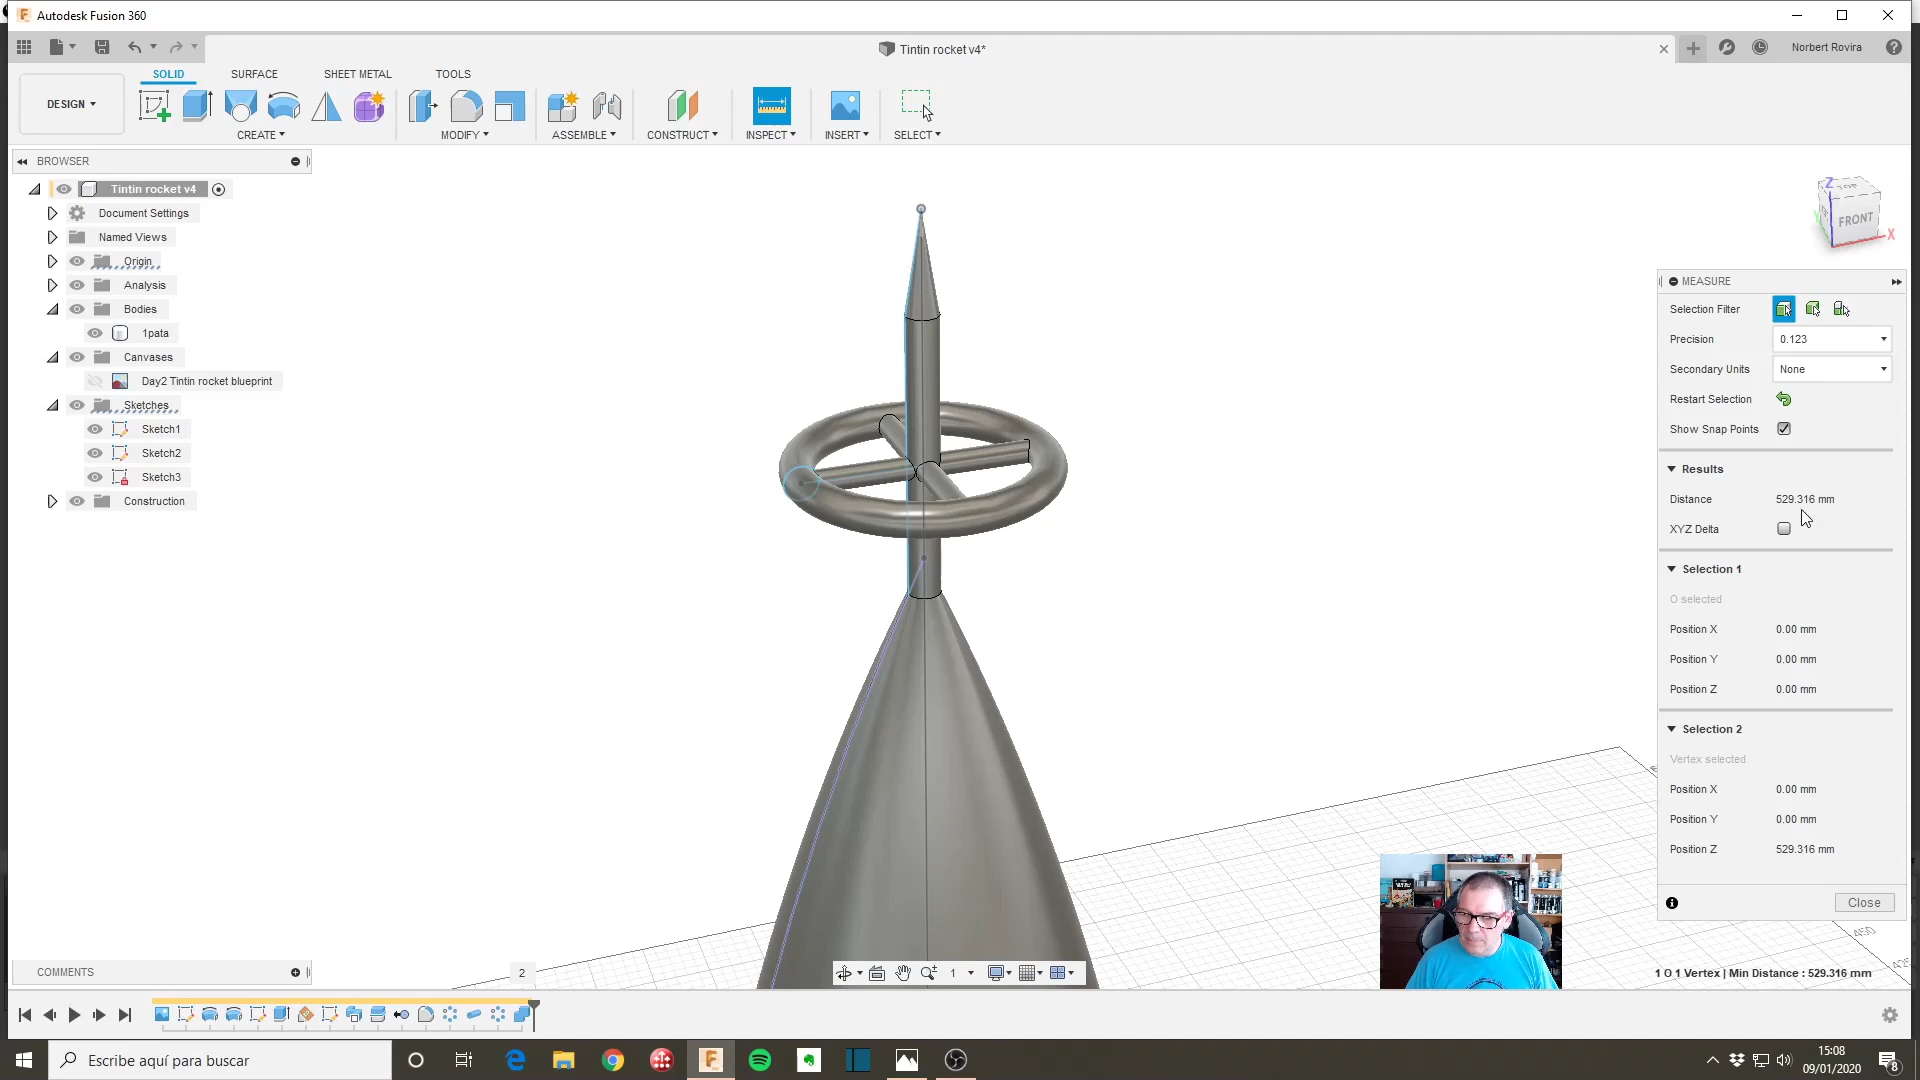 Autodesk Fusion 360
Tintin rocket v4*
Norbert Rovira
DESIGN
SOLID
SURFACE
SHEET METAL
TOOLS
CREATE
MODIFY
ASSEMBLE
CONSTRUCT
INSPECT
INSERT
SELECT
BROWSER
Tintin rocket v4
Document Settings
Named Views
Origin
Analysis
Bodies
1pata
Canvases
Day2 Tintin rocket blueprint
Sketches
Sketch1
Sketch2
Sketch3
Construction
Z
TOP
FRONT
X
MEASURE
Selection Filter
Precision 0.123
Secondary Units None
Restart Selection
Show Snap Points
Results
Distance 529.316 mm
XYZ Delta
Selection 1
O selected
Position X 0.00 mm
Position Y 0.00 mm
Position Z 0.00 mm
Selection 2
Vertex selected
Position X 0.00 mm
Position Y 0.00 mm
Position Z 529.316 mm
Close
450
COMMENTS
2
1
1 O 1 Vertex | Min Distance : 529.316 mm
Escribe aquí para buscar
15:08
09/01/2020
8